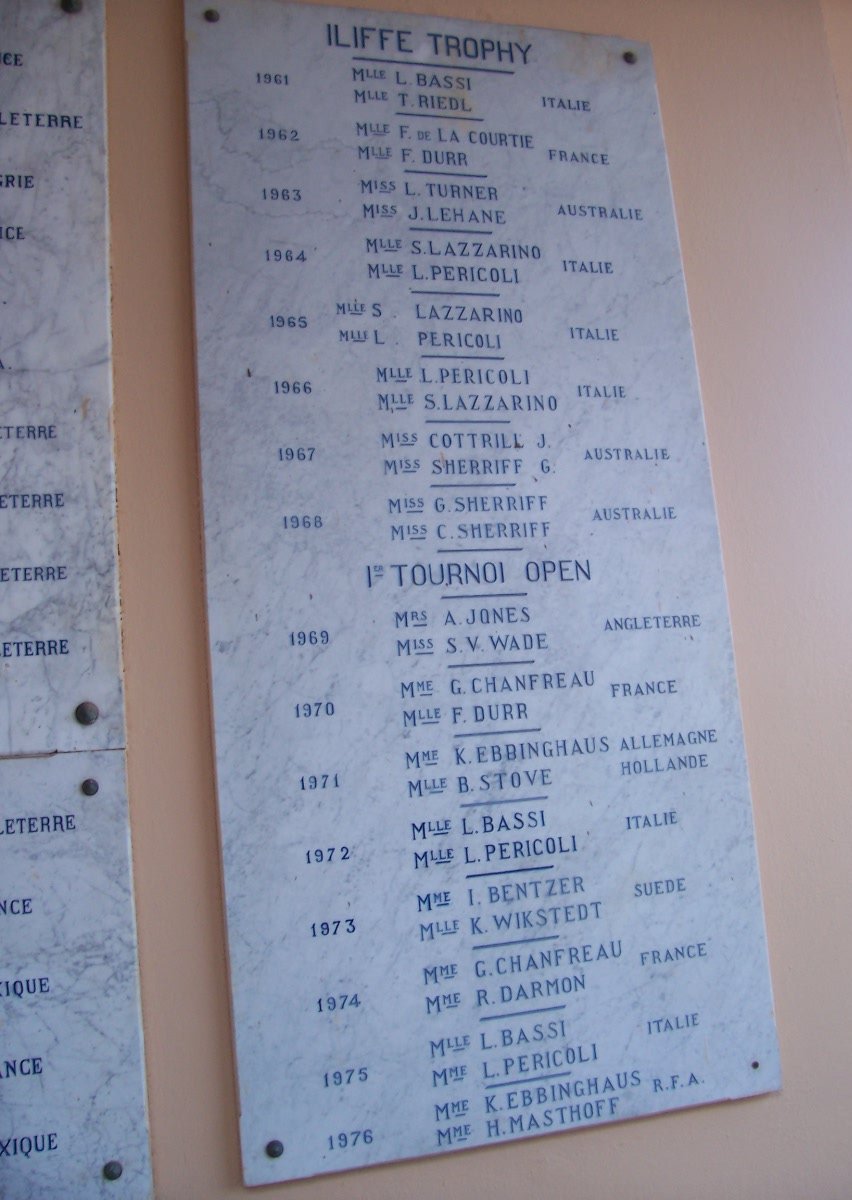 CE
LETERRE
GRIE
ICE
A.
ETERRE
ETERRE
ETERRE
LETERRE
LETERRE
NCE
XIQUE
ANCE
XIQUE
ILIFFE TROPHY
1961 MLLE L. BASSI
MLLE T. RIEDL ITALIE
1962 MLLE F. DE LA COURTIE
MLLE F. DURR FRANCE
1963 MISS L. TURNER
MISS J. LEHANE AUSTRALIE
1964 MLLE S. LAZZARINO
MLLE L. PERICOLI ITALIE
1965 MLLE S. LAZZARINO
MLLE L. PERICOLI ITALIE
1966 MLLE L. PERICOLI
MLLE S. LAZZARINO ITALIE
1967 MISS COTTRILL J.
MISS SHERRIFF G. AUSTRALIE
1968 MISS G. SHERRIFF
MISS C. SHERRIFF AUSTRALIE
1ER TOURNOI OPEN
1969 MRS A. JONES
MISS S.V. WADE ANGLETERRE
1970 MME G. CHANFREAU
MLLE F. DURR FRANCE
1971 MME K. EBBINGHAUS ALLEMAGNE
MLLE B. STOVE HOLLANDE
1972 MLLE L. BASSI
MLLE L. PERICOLI ITALIE
1973 MME I. BENTZER
MLLE K. WIKSTEDT SUEDE
1974 MME G. CHANFREAU
MME R. DARMON FRANCE
1975 MLLE L. BASSI
MME L. PERICOLI ITALIE
1976 MME K. EBBINGHAUS
MME H. MASTHOFF R.F.A.